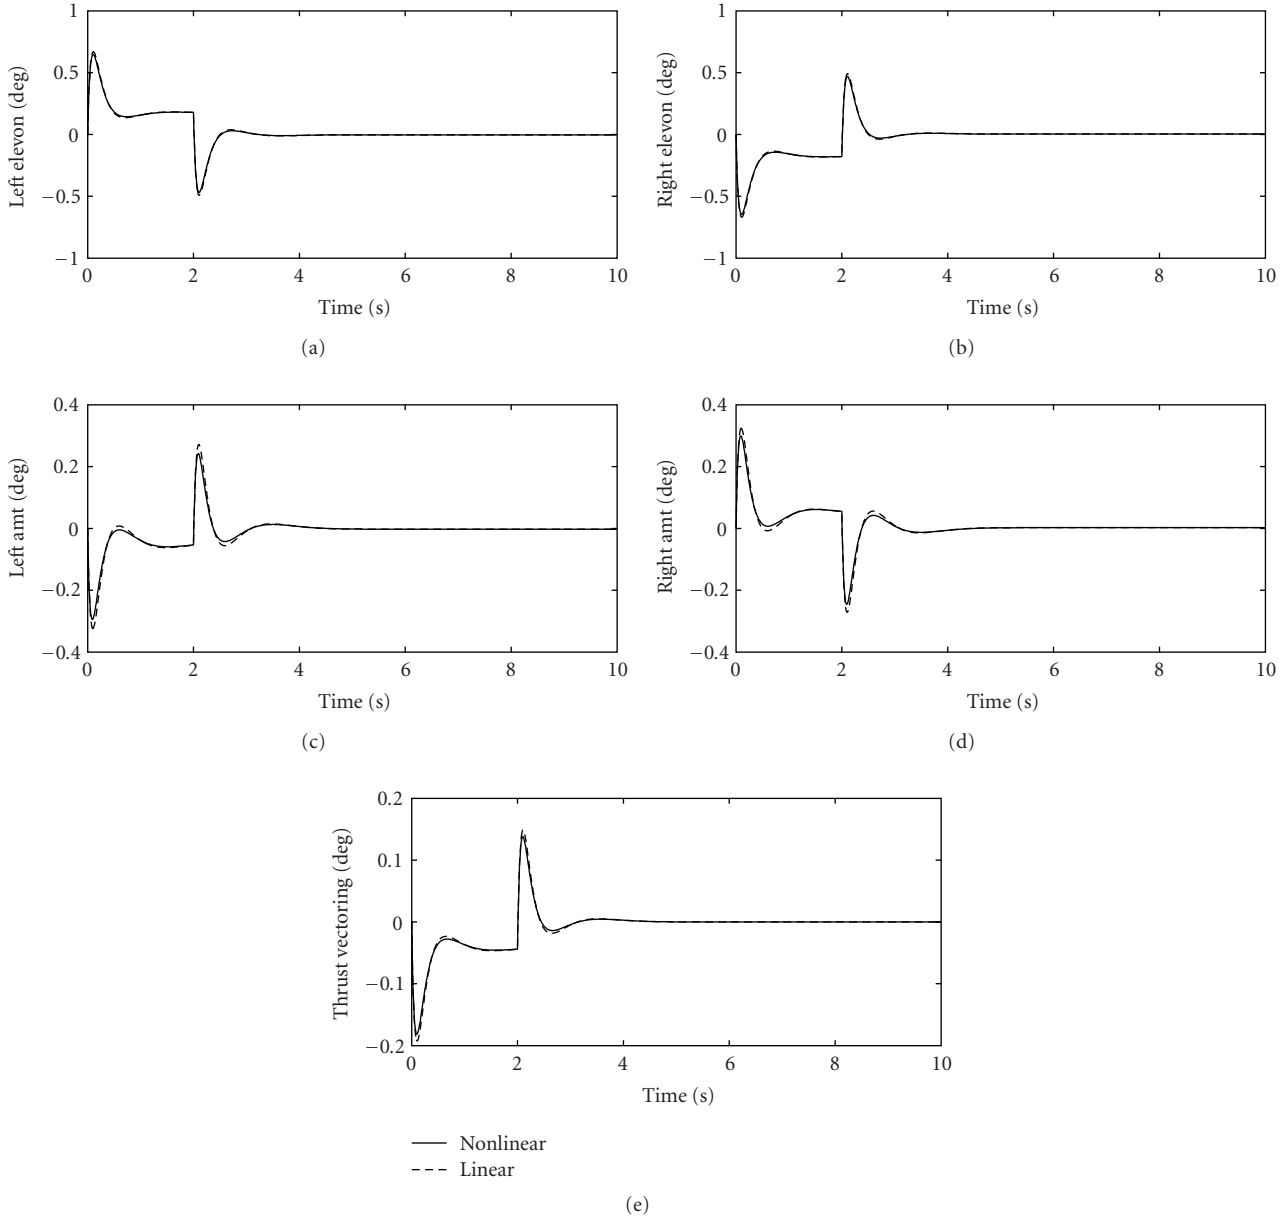 1
0.5
0
−0.5
−1
Left elevon (deg)
0 2 4 6 8 10
Time (s)
(a)
1
0.5
0
−0.5
−1
Right elevon (deg)
0 2 4 6 8 10
Time (s)
(b)
0.4
0.2
0
−0.2
−0.4
Left amt (deg)
0 2 4 6 8 10
Time (s)
(c)
0.4
0.2
0
−0.2
−0.4
Right amt (deg)
0 2 4 6 8 10
Time (s)
(d)
0.2
0.1
0
−0.1
−0.2
Thrust vectoring (deg)
0 2 4 6 8 10
Time (s)
Nonlinear
Linear
(e)